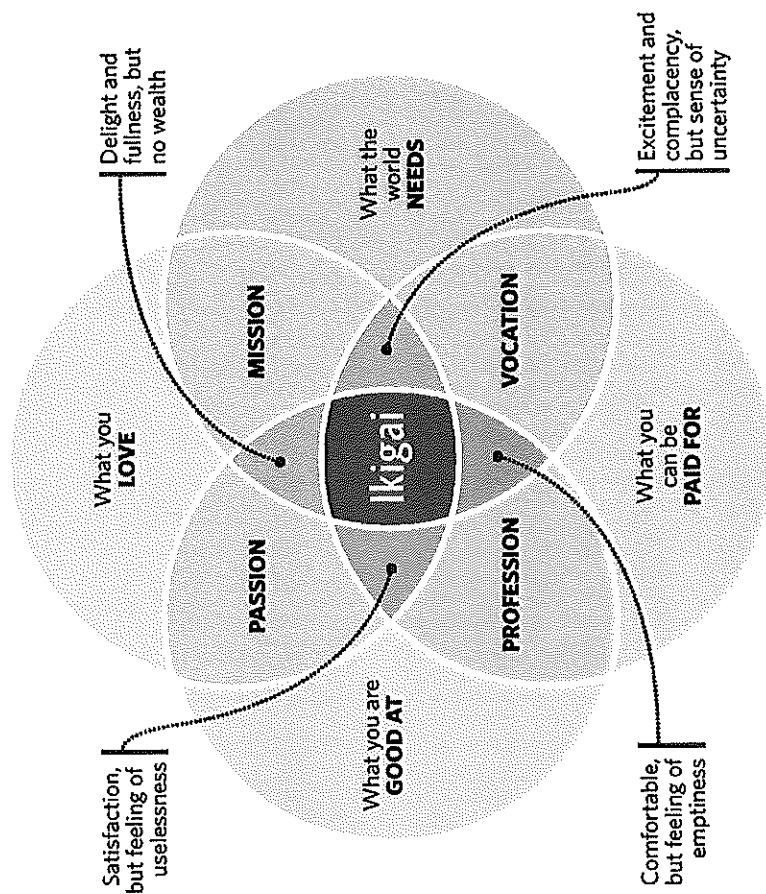 What you
LOVE
Delight and
fullness, but
no wealth
Satisfaction,
but feeling of
uselessness
PASSION
MISSION
What you are
GOOD AT
Ikigai
What the
world
NEEDS
PROFESSION
VOCATION
What you
can be
PAID FOR
Comfortable,
but feeling of
emptiness
Excitement and
complacency,
but sense of
uncertainty